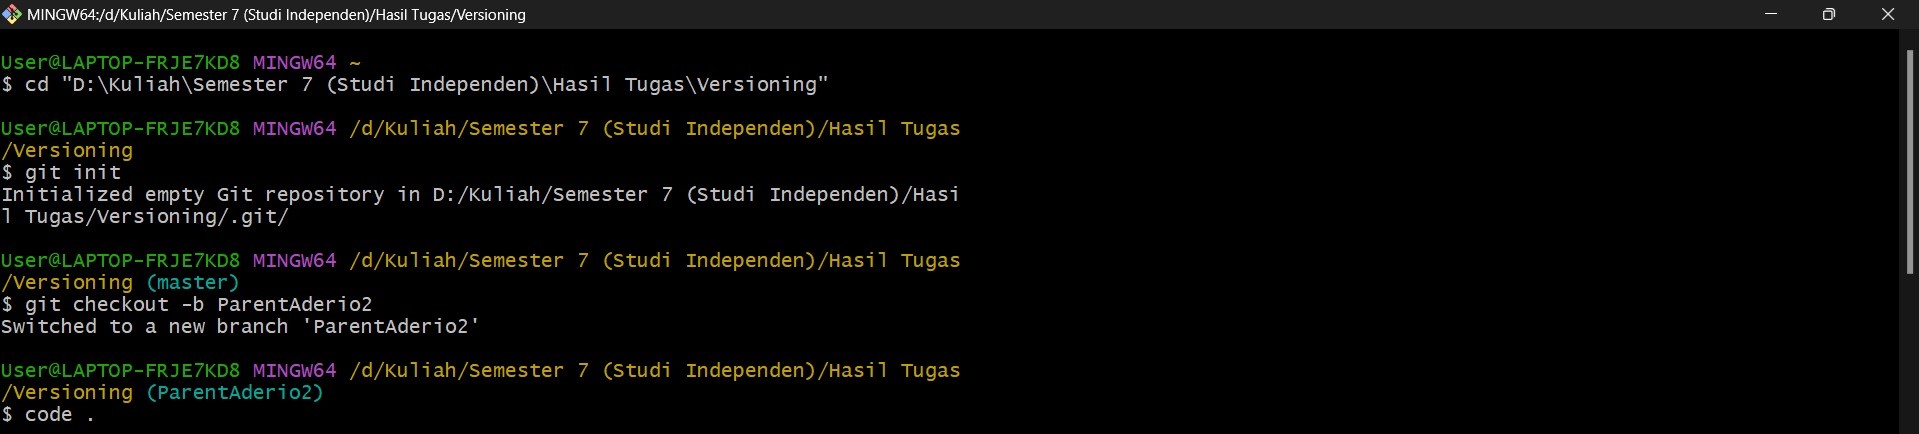 MINGW64:/d/Kuliah/Semester 7 (Studi Independen)/Hasil Tugas/Versioning
User@LAPTOP-FRJE7KD8 MINGW64 ~
$ cd "D:\Kuliah\Semester 7 (Studi Independen)\Hasil Tugas\Versioning"
User@LAPTOP-FRJE7KD8 MINGW64 /d/Kuliah/Semester 7 (Studi Independen)/Hasil Tugas
/Versioning
$ git init
Initialized empty Git repository in D:/Kuliah/Semester 7 (Studi Independen)/Hasi
l Tugas/Versioning/.git/
User@LAPTOP-FRJE7KD8 MINGW64 /d/Kuliah/Semester 7 (Studi Independen)/Hasil Tugas
/Versioning (master)
$ git checkout -b ParentAderio2
Switched to a new branch 'ParentAderio2'
User@LAPTOP-FRJE7KD8 MINGW64 /d/Kuliah/Semester 7 (Studi Independen)/Hasil Tugas
/Versioning (ParentAderio2)
$ code .